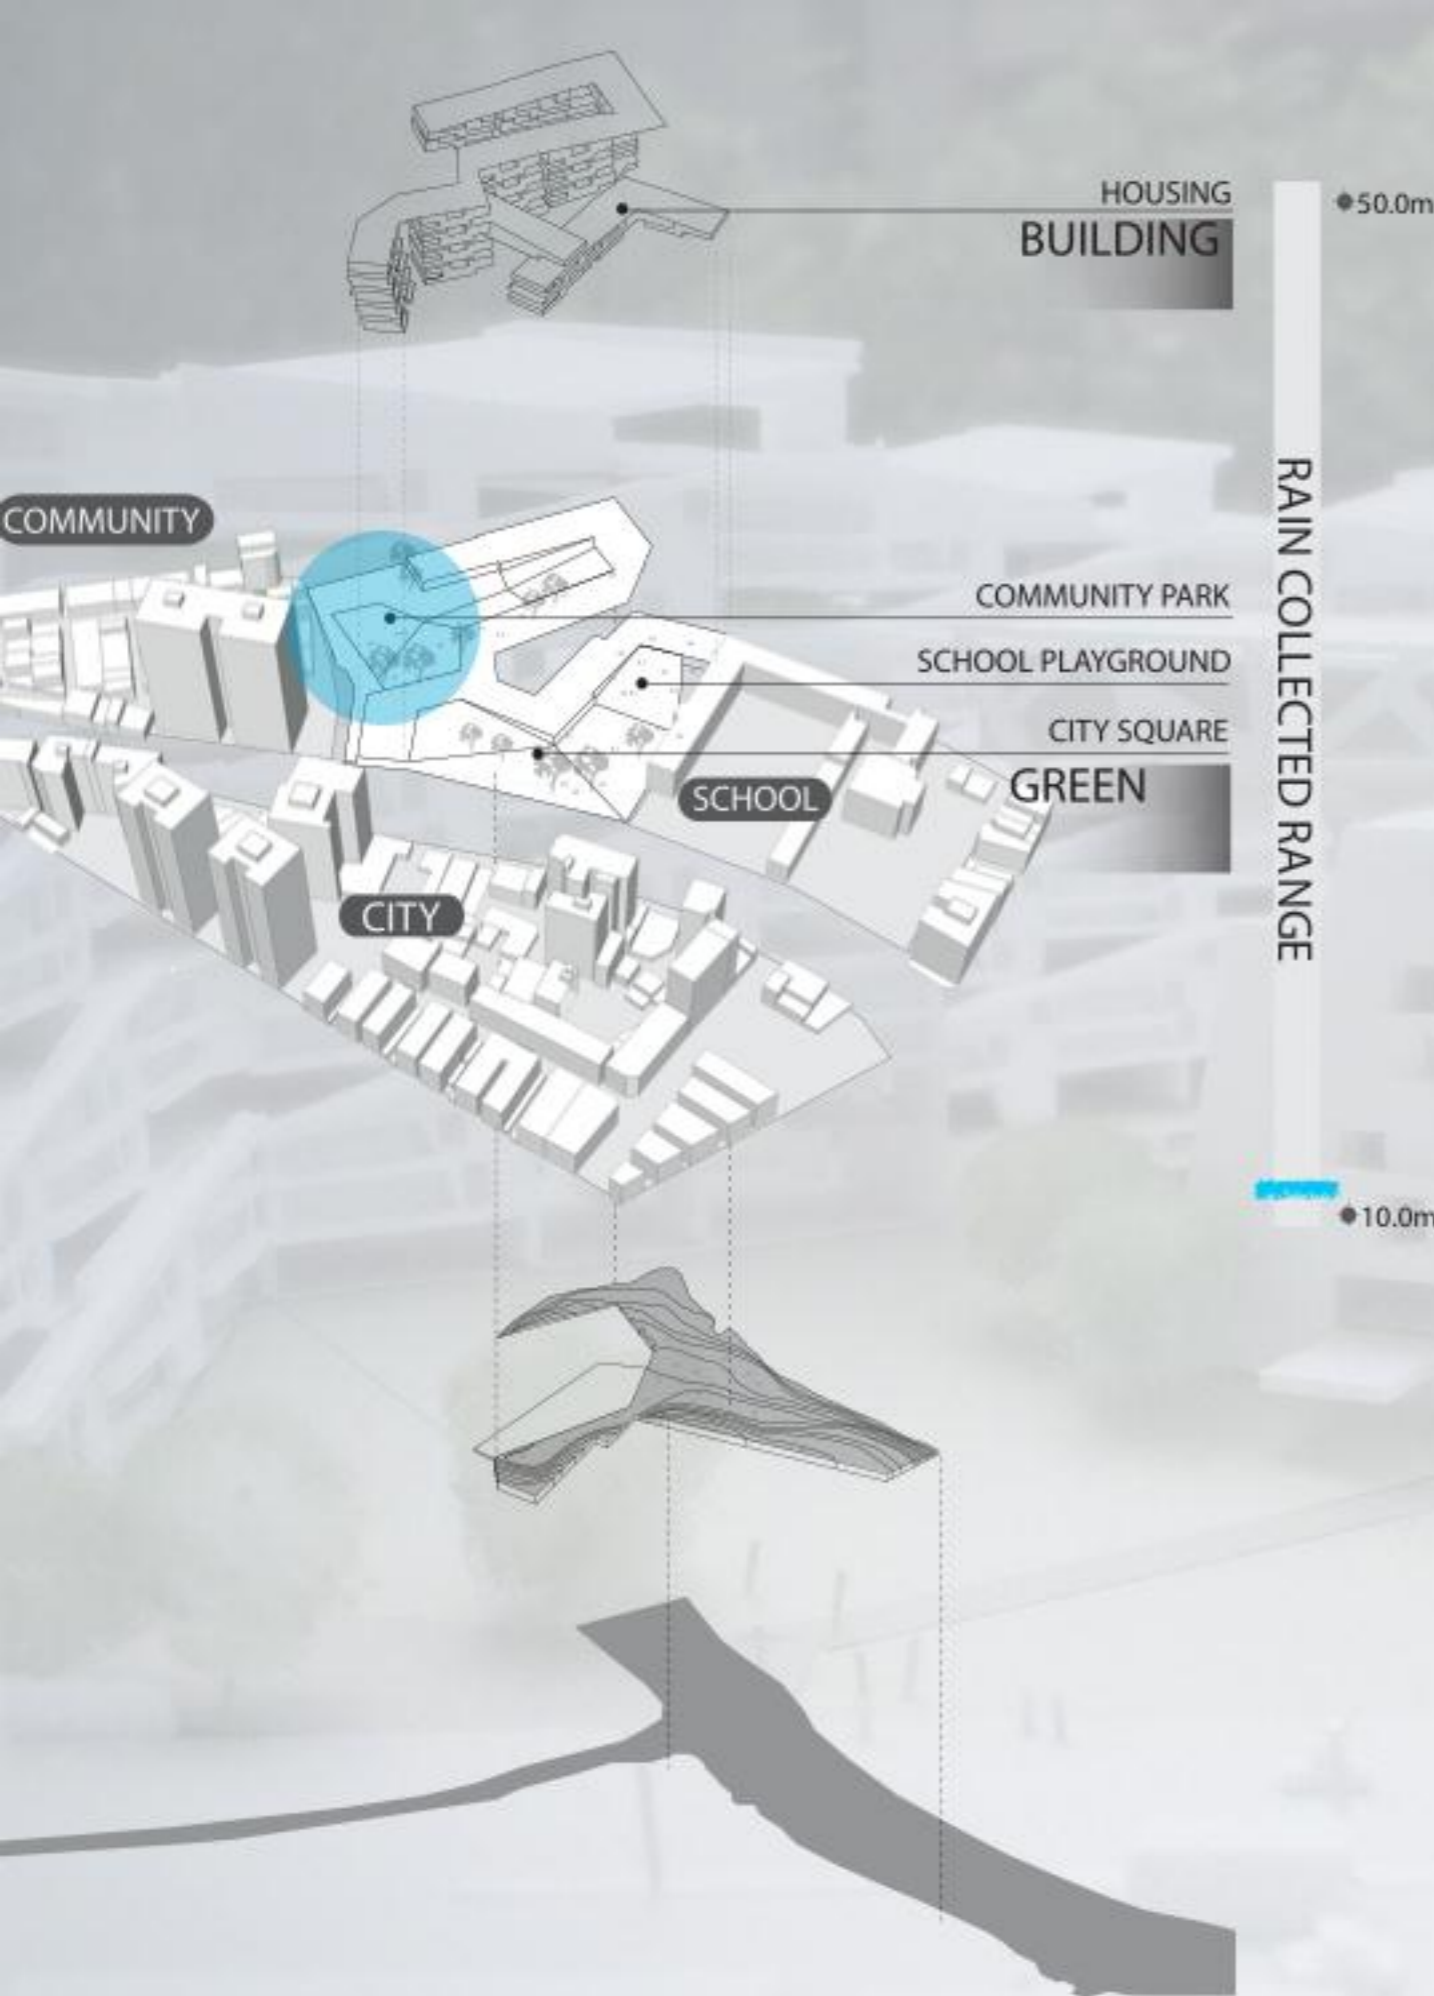 HOUSING
BUILDING
50.0m
COMMUNITY
COMMUNITY PARK
SCHOOL PLAYGROUND
CITY SQUARE
GREEN
SCHOOL
CITY
RAIN COLLECTED RANGE
10.0m